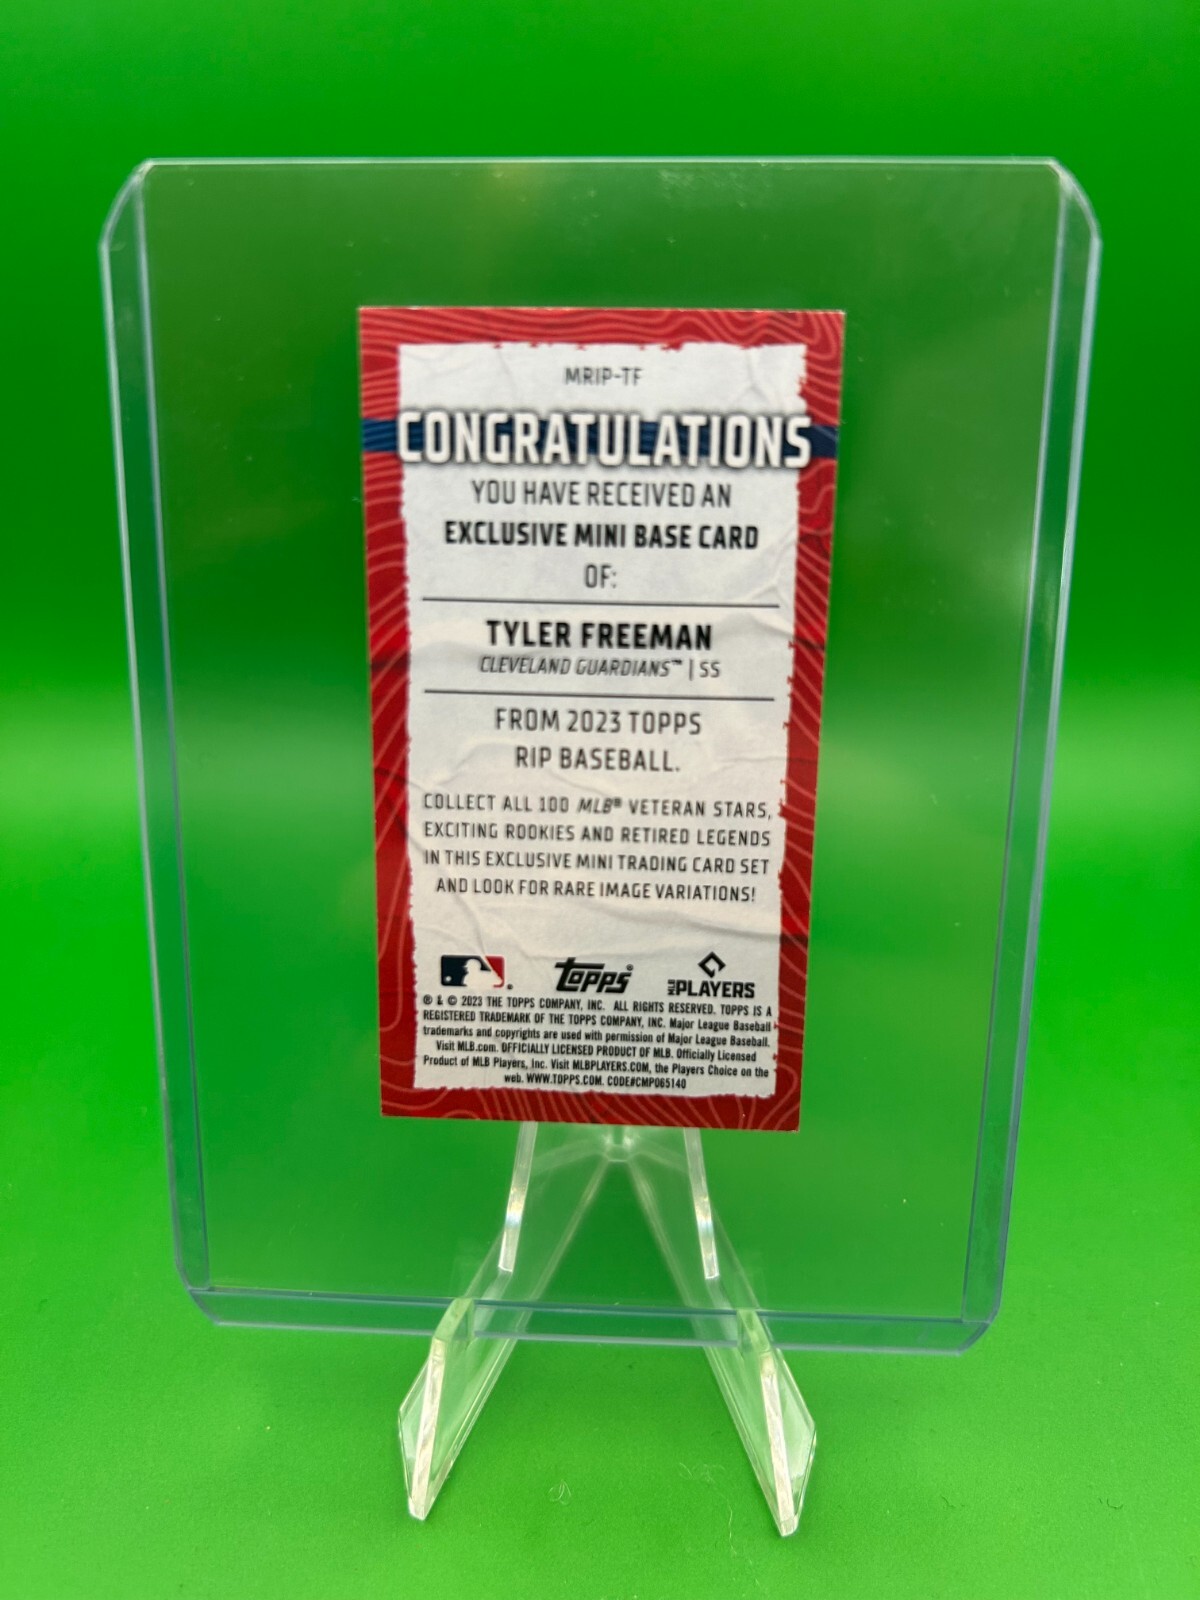 MRIP-TF
CONGRATULATIONS
YOU HAVE RECEIVED AN
EXCLUSIVE MINI BASE CARD
OF:
TYLER FREEMAN
CLEVELAND GUARDIANS™ | SS
FROM 2023 TOPPS
RIP BASEBALL.
COLLECT ALL 100 MLB® VETERAN STARS,
EXCITING ROOKIES AND RETIRED LEGENDS
IN THIS EXCLUSIVE MINI TRADING CARD SET
AND LOOK FOR RARE IMAGE VARIATIONS!
Topps® MLB PLAYERS
® & © 2023 THE TOPPS COMPANY, INC. ALL RIGHTS RESERVED. TOPPS IS A
REGISTERED TRADEMARK OF THE TOPPS COMPANY, INC. Major League Baseball
trademarks and copyrights are used with permission of Major League Baseball.
Visit MLB.com. OFFICIALLY LICENSED PRODUCT OF MLB. Officially Licensed
Product of MLB Players, Inc. Visit MLBPLAYERS.COM, the Players Choice on the
web. WWW.TOPPS.COM. CODE#CMP065140